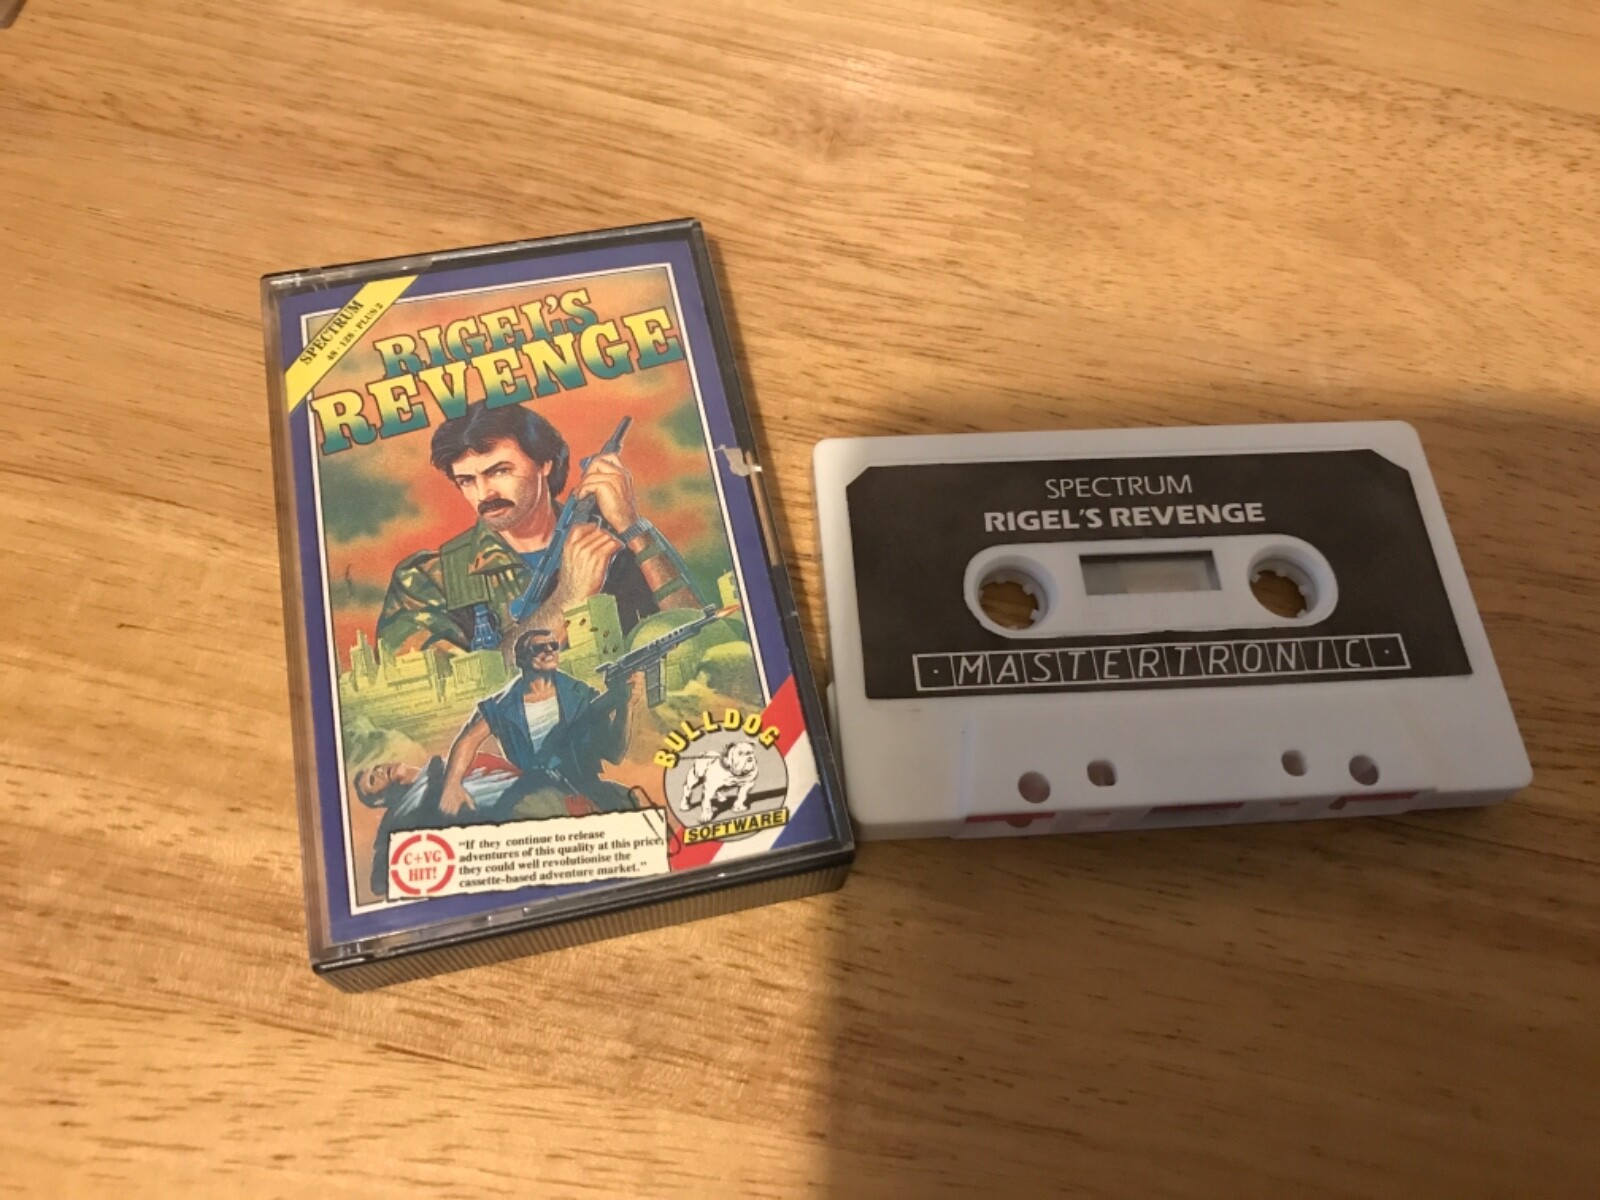 SPECTRUM
48 · 128 · PLUS 2
RIGEL'S
REVENGE
BULLDOG
SOFTWARE
C+VG
HIT!
"If they continue to release
adventures of this quality at this price,
they could well revolutionise the
cassette-based adventure market."
SPECTRUM
RIGEL'S REVENGE
· MASTERTRONIC ·